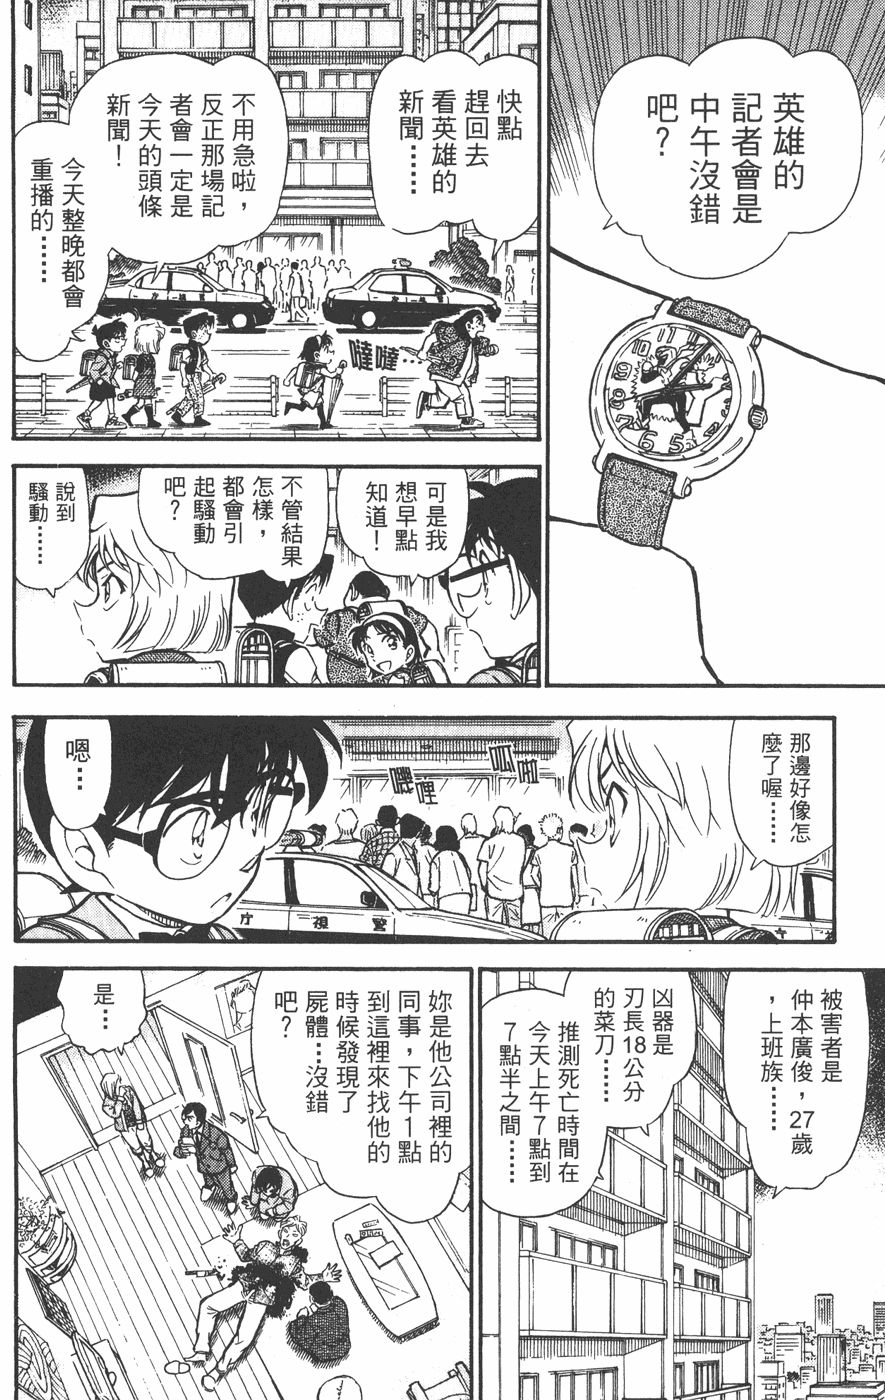 英雄的
記者會是
中午沒錯
吧？
快點
趕回去
看英雄的
新聞……
不用急啦，
反正那場記
者會一定是
今天的頭條
新聞！
今天整晚都會
重播的……
噠噠…
可是我
想早點
知道！
不管結果
怎樣，
都會引
起騷動
吧？
說到
騷動……
那邊好像怎
麼了喔……
嘰哩
呱啦
嗯…
庁視警
被害者是
仲本廣俊，27歲
，上班族……
凶器是
刃長18公分
的菜刀……
推測死亡時間在
今天上午7點到
7點半之間……
妳是他公司裡的
同事，下午1點
到這裡來找他的
時候發現了
屍體…沒錯
吧？
是…